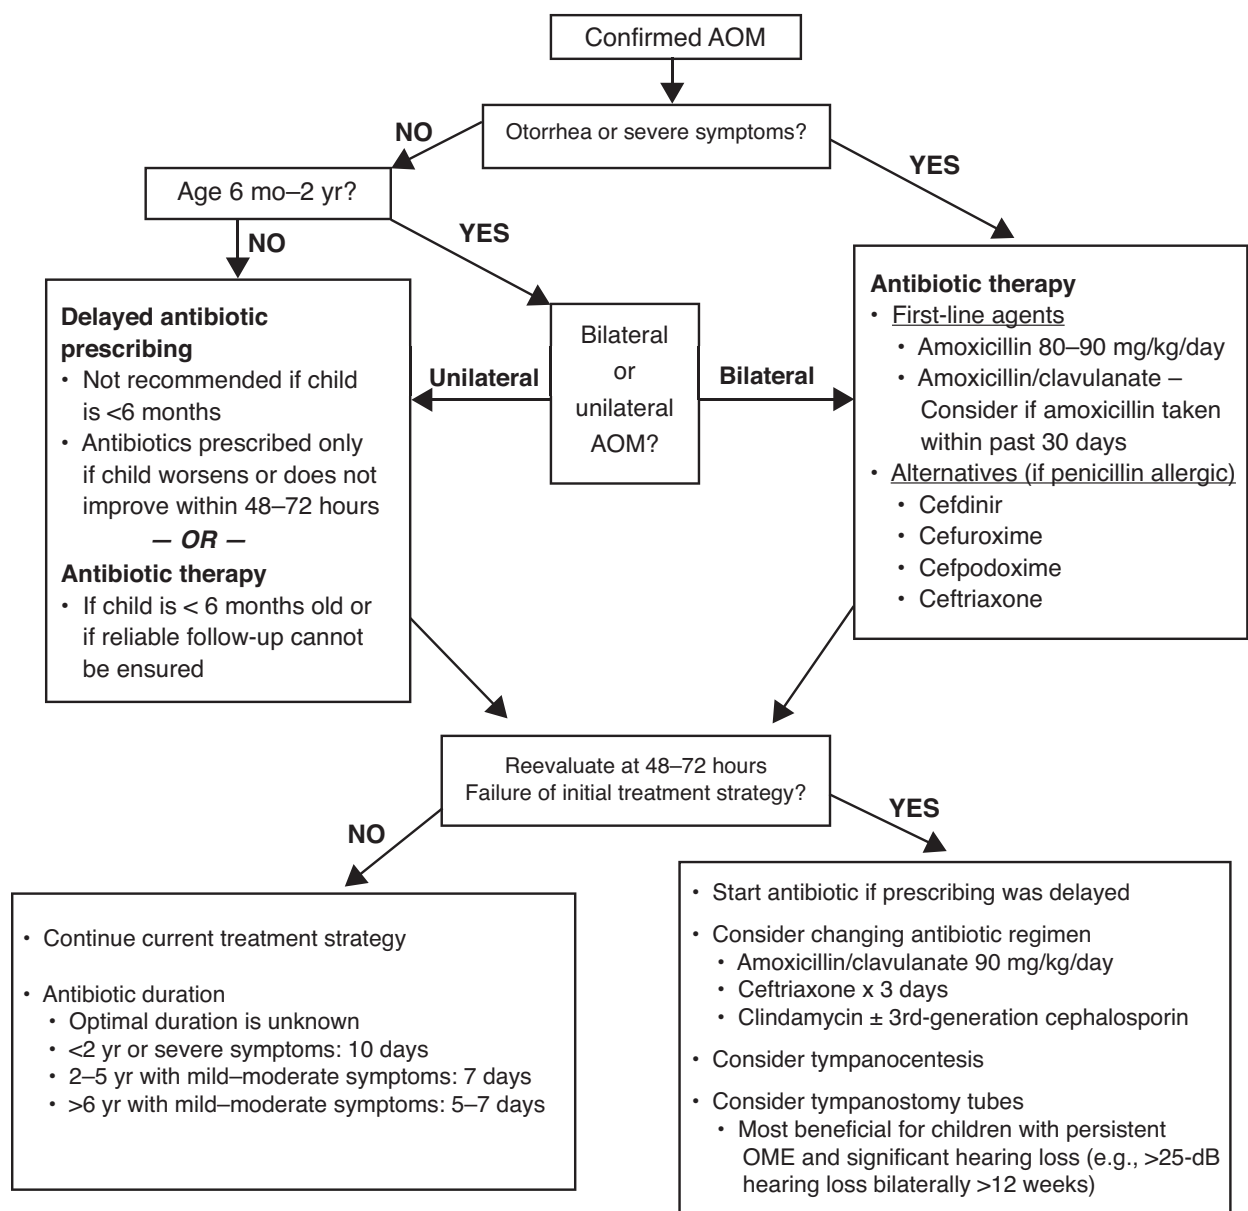 Confirmed AOM
Otorrhea or severe symptoms?
NO
YES
Age 6 mo–2 yr?
NO
YES
Delayed antibiotic
prescribing
• Not recommended if child
is <6 months
• Antibiotics prescribed only
if child worsens or does not
improve within 48–72 hours
— OR —
Antibiotic therapy
• If child is < 6 months old or
if reliable follow-up cannot
be ensured
Unilateral
Bilateral
or
unilateral
AOM?
Bilateral
Antibiotic therapy
• First-line agents
• Amoxicillin 80–90 mg/kg/day
• Amoxicillin/clavulanate –
Consider if amoxicillin taken
within past 30 days
• Alternatives (if penicillin allergic)
• Cefdinir
• Cefuroxime
• Cefpodoxime
• Ceftriaxone
Reevaluate at 48–72 hours
Failure of initial treatment strategy?
NO
YES
• Continue current treatment strategy
• Antibiotic duration
• Optimal duration is unknown
• <2 yr or severe symptoms: 10 days
• 2–5 yr with mild–moderate symptoms: 7 days
• >6 yr with mild–moderate symptoms: 5–7 days
• Start antibiotic if prescribing was delayed
• Consider changing antibiotic regimen
• Amoxicillin/clavulanate 90 mg/kg/day
• Ceftriaxone x 3 days
• Clindamycin ± 3rd-generation cephalosporin
• Consider tympanocentesis
• Consider tympanostomy tubes
• Most beneficial for children with persistent
OME and significant hearing loss (e.g., >25-dB
hearing loss bilaterally >12 weeks)